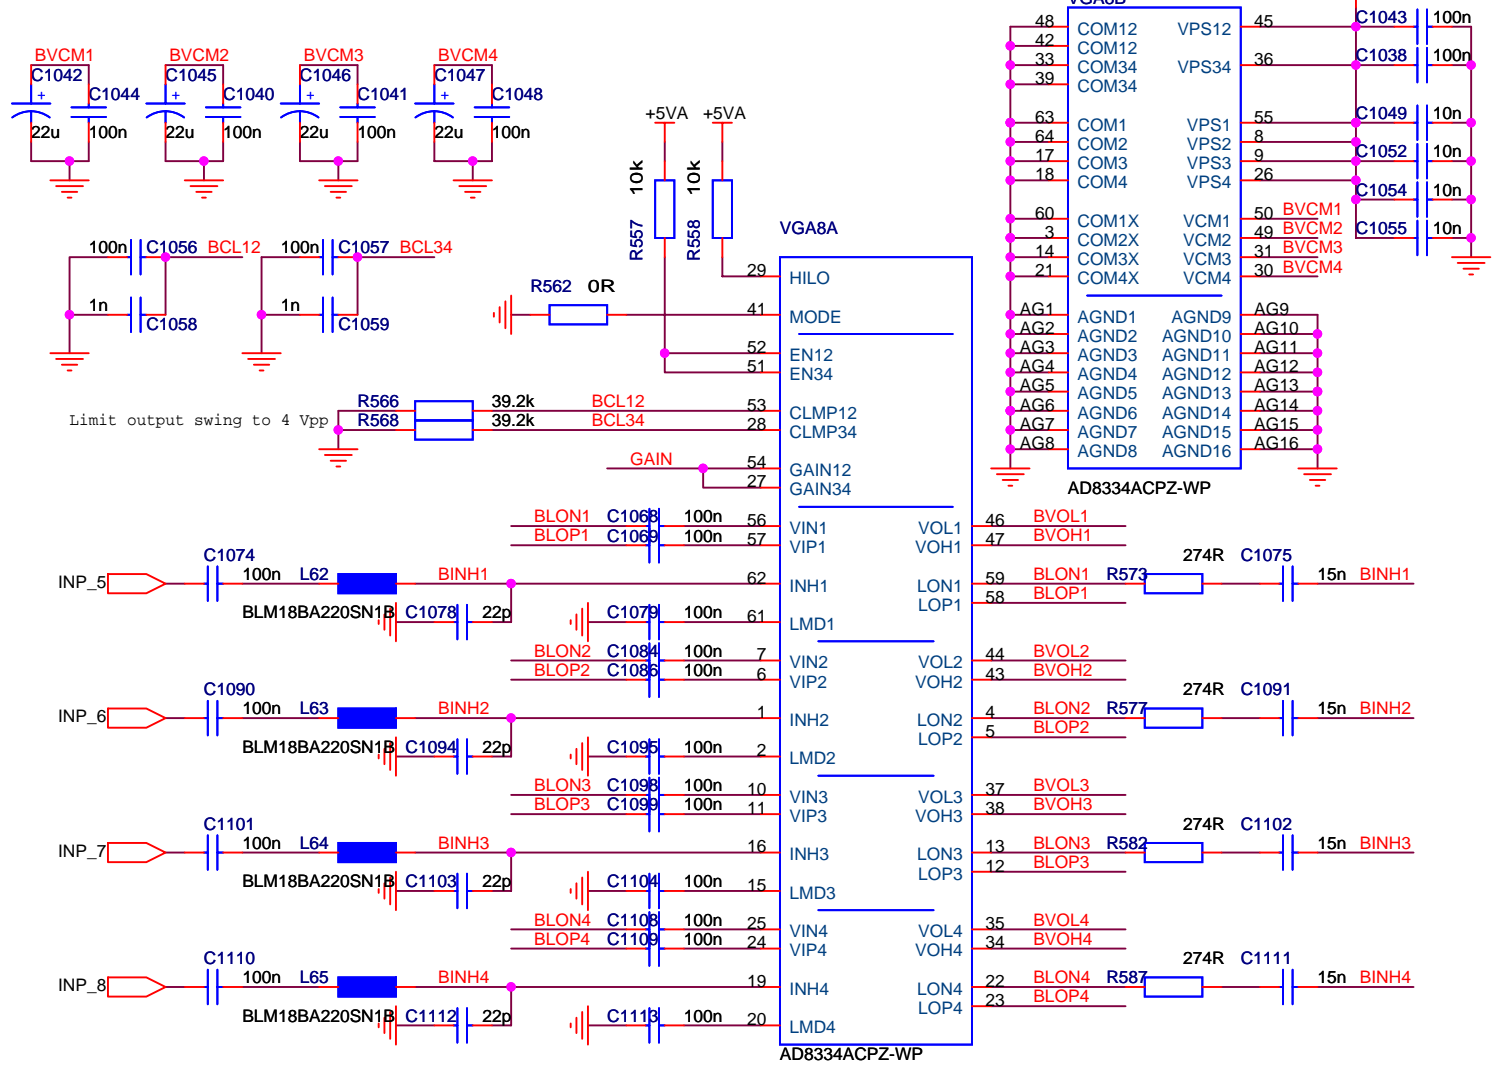 BVCM1 BVCM2 BVCM3 BVCM4
C1042 C1045 C1046 C1047
+ C1044 + C1040 + C1041 + C1048
22u 100n 22u 100n 22u 100n 22u 100n
100n C1056 BCL12 100n C1057 BCL34
1n C1058 1n C1059
+5VA +5VA
10k 10k
R557 R558
VGA8A
R562 0R
29 HILO
41 MODE
52 EN12
51 EN34
R566 39.2k BCL12 53 CLMP12
Limit output swing to 4 Vpp R568 39.2k BCL34 28 CLMP34
GAIN 54 GAIN12
27 GAIN34
BLON1 C1068 100n 56 VIN1 VOL1 46 BVOL1
BLOP1 C1069 100n 57 VIP1 VOH1 47 BVOH1
C1074 274R C1075
INP_5 100n L62 BINH1 62 INH1 LON1 59 BLON1 R573 15n BINH1
LOP1 58 BLOP1
BLM18BA220SN1B C1078 22p C1079 100n 61 LMD1
BLON2 C1084 100n 7 VIN2 VOL2 44 BVOL2
BLOP2 C1086 100n 6 VIP2 VOH2 43 BVOH2
C1090 274R C1091
INP_6 100n L63 BINH2 1 INH2 LON2 4 BLON2 R577 15n BINH2
LOP2 5 BLOP2
BLM18BA220SN1B C1094 22p C1095 100n 2 LMD2
BLON3 C1098 100n 10 VIN3 VOL3 37 BVOL3
BLOP3 C1099 100n 11 VIP3 VOH3 38 BVOH3
C1101 274R C1102
INP_7 100n L64 BINH3 16 INH3 LON3 13 BLON3 R582 15n BINH3
LOP3 12 BLOP3
BLM18BA220SN1B C1103 22p C1104 100n 15 LMD3
BLON4 C1108 100n 25 VIN4 VOL4 35 BVOL4
BLOP4 C1109 100n 24 VIP4 VOH4 34 BVOH4
C1110 274R C1111
INP_8 100n L65 BINH4 19 INH4 LON4 22 BLON4 R587 15n BINH4
LOP4 23 BLOP4
BLM18BA220SN1B C1112 22p C1113 100n 20 LMD4
AD8334ACPZ-WP
VGA8B
48 COM12 VPS12 45 C1043 100n
42 COM12
33 COM34 VPS34 36 C1038 100n
39 COM34
63 COM1 VPS1 55 C1049 10n
64 COM2 VPS2 8
17 COM3 VPS3 9 C1052 10n
18 COM4 VPS4 26
C1054 10n
60 COM1X VCM1 50 BVCM1
3 COM2X VCM2 49 BVCM2 C1055 10n
14 COM3X VCM3 31 BVCM3
21 COM4X VCM4 30 BVCM4
AG1 AGND1 AGND9 AG9
AG2 AGND2 AGND10 AG10
AG3 AGND3 AGND11 AG11
AG4 AGND4 AGND12 AG12
AG5 AGND5 AGND13 AG13
AG6 AGND6 AGND14 AG14
AG7 AGND7 AGND15 AG15
AG8 AGND8 AGND16 AG16
AD8334ACPZ-WP